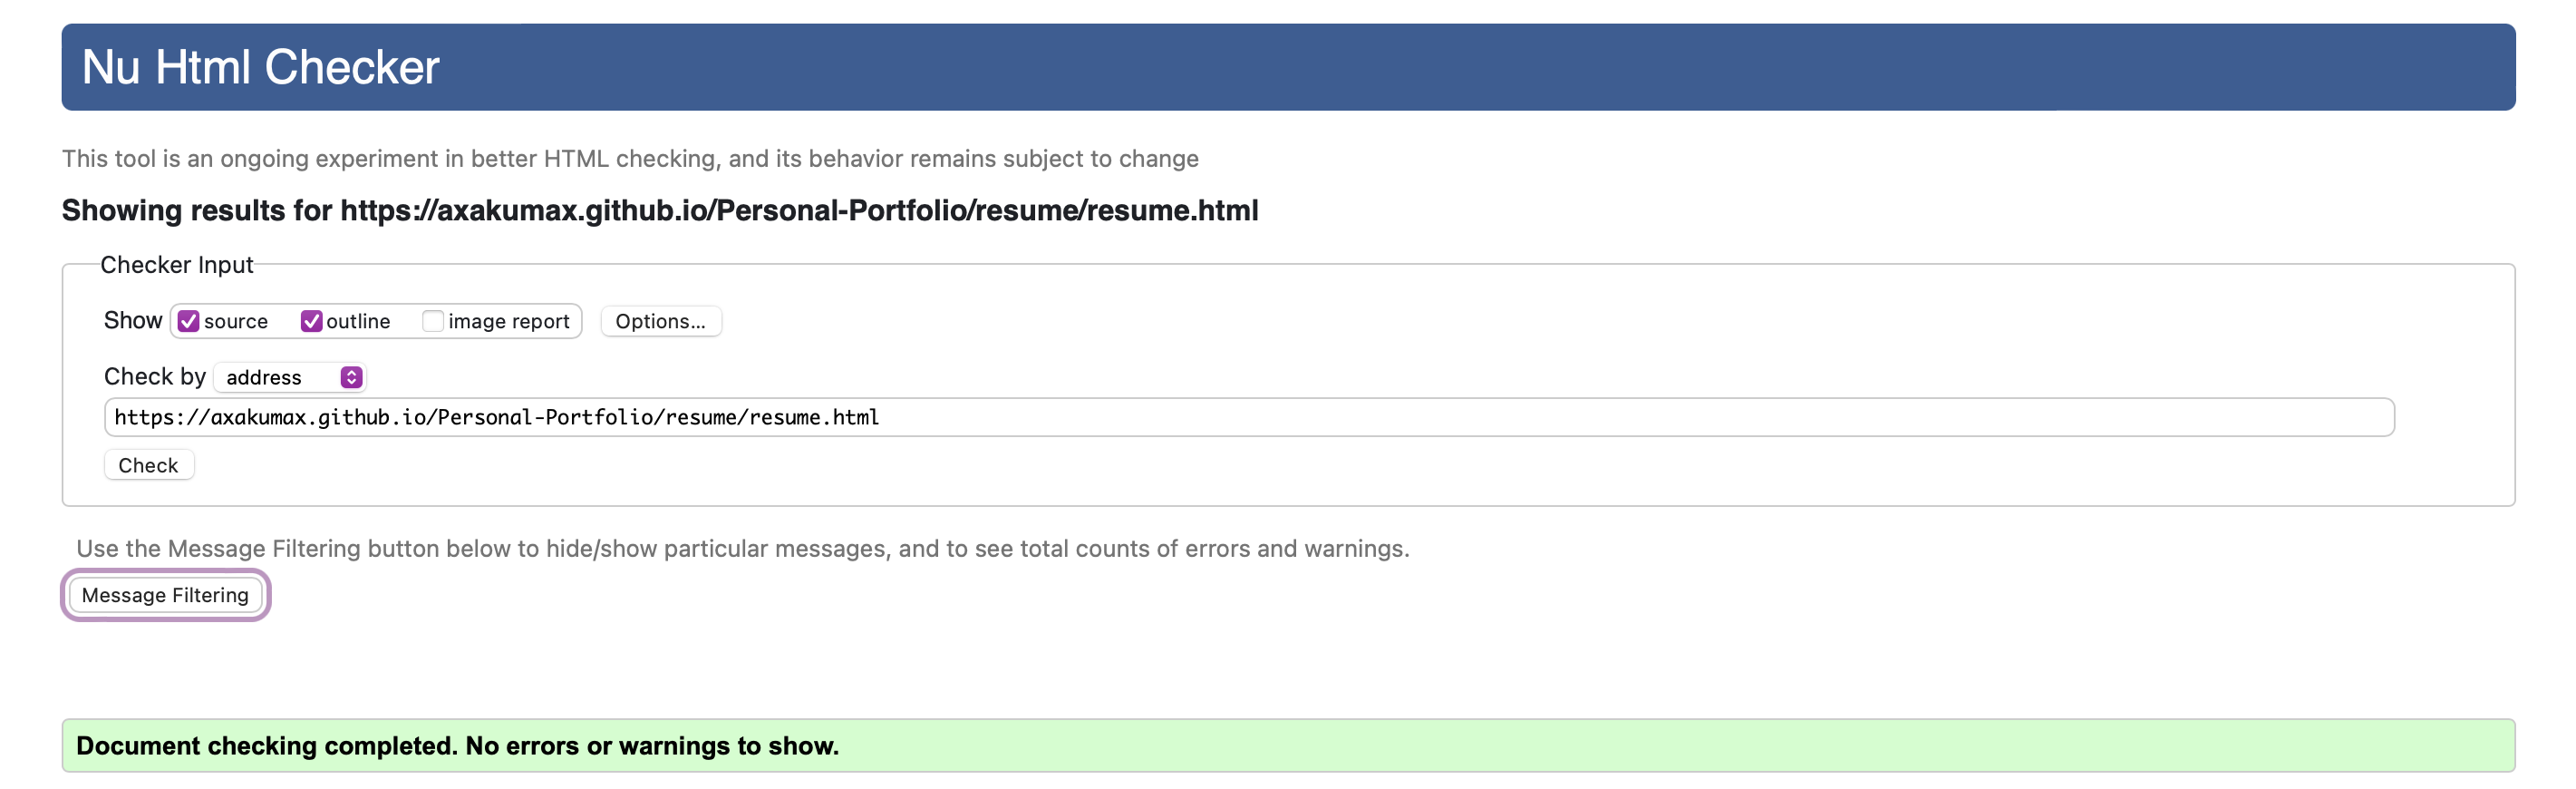 Nu Html Checker
This tool is an ongoing experiment in better HTML checking, and its behavior remains subject to change
Showing results for https://axakumax.github.io/Personal-Portfolio/resume/resume.html
Checker Input
Show source outline image report Options...
Check by address
https://axakumax.github.io/Personal-Portfolio/resume/resume.html
Check
Use the Message Filtering button below to hide/show particular messages, and to see total counts of errors and warnings.
Message Filtering
Document checking completed. No errors or warnings to show.